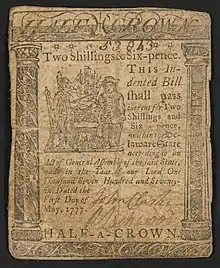 HALF-A-CROWN.
Two Shillings & Six-pence.
THIS In-
dented Bill
shall pass
current for Two
Shillings and
Six - pence,
within the De-
laware State
according to an
Act of General Assembly of the said State,
made in the Year of our Lord One
Thousand Seven Hundred and Seventy-
Dated the
First Day of
May, 1777.
John Clarke
HALF-A-CROWN.